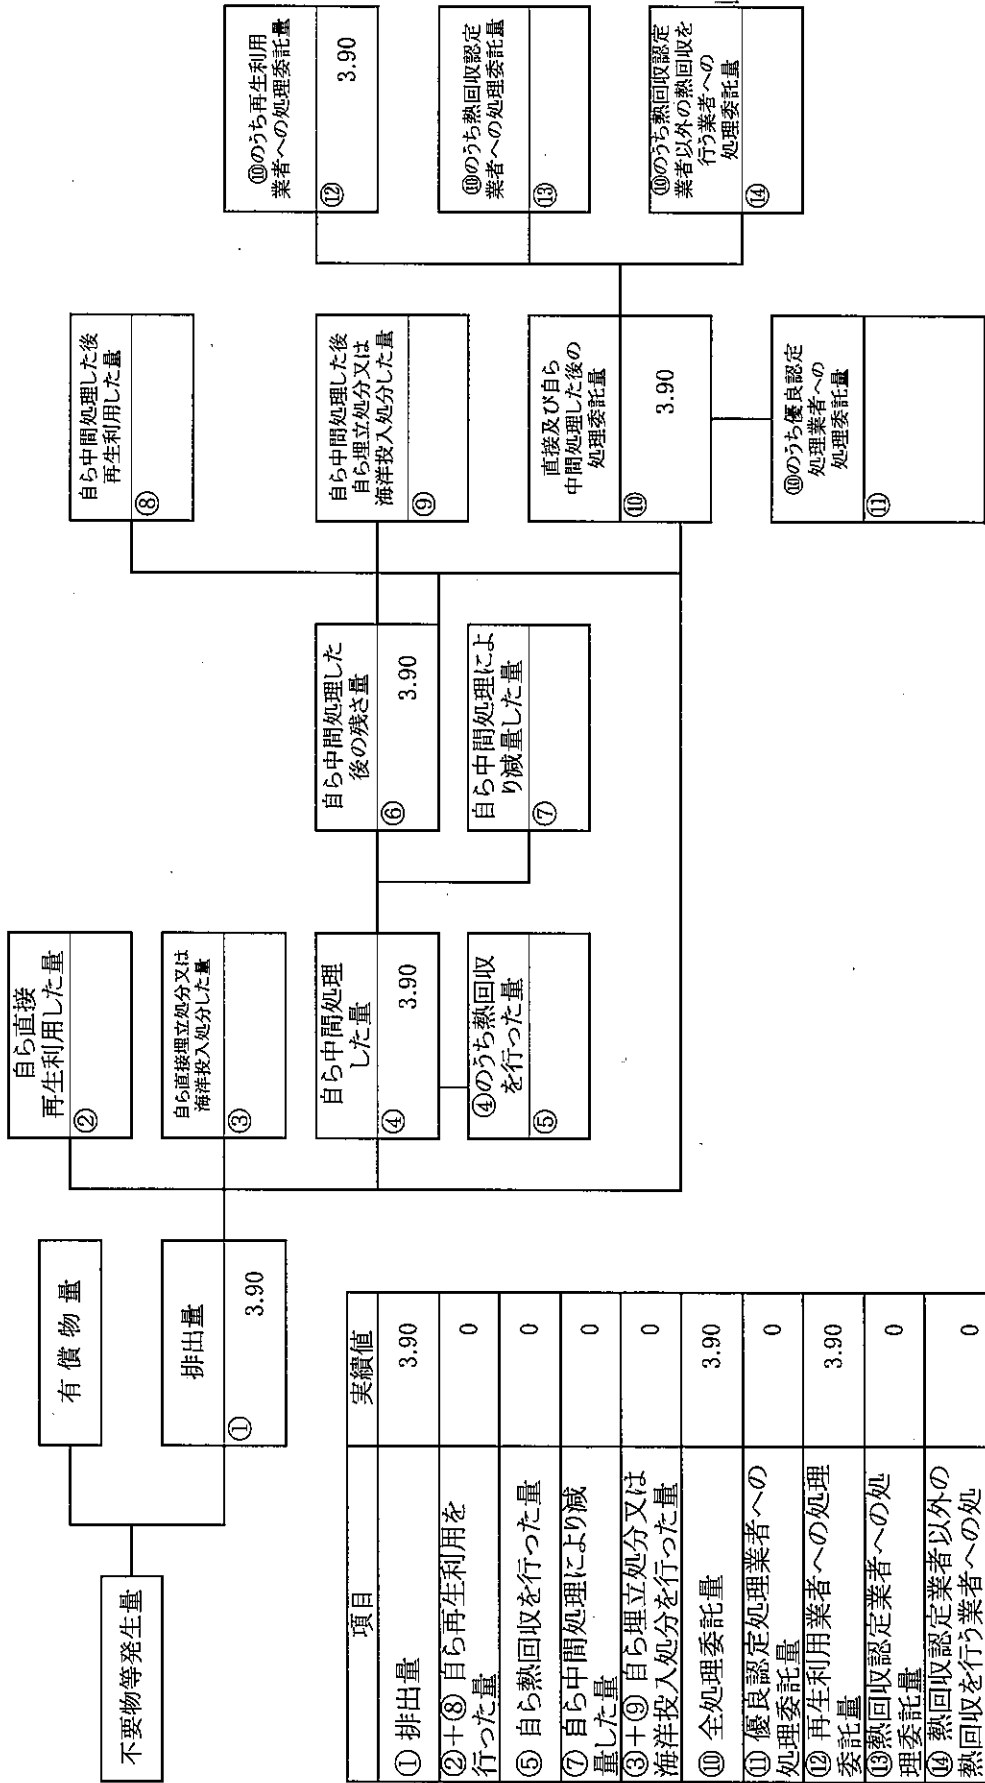 不要物等発生量
有償物量
排出量
①
3.90
自ら直接
再生利用した量
②
自ら直接埋立処分又は
海洋投入処分した量
③
自ら中間処理
した量
④
3.90
④のうち熱回収
を行った量
⑤
自ら中間処理した
後の残さ量
⑥
3.90
自ら中間処理によ
り減量した量
⑦
自ら中間処理した後
再生利用した量
⑧
自ら中間処理した後
自ら埋立処分又は
海洋投入処分した量
⑨
直接及び自ら
中間処理した後の
処理委託量
⑩
3.90
⑩のうち優良認定
処理業者への
処理委託量
⑪
⑩のうち再生利用
業者への処理委託量
⑫
3.90
⑩のうち熱回収認定
業者への処理委託量
⑬
⑩のうち熱回収認定
業者以外の熱回収を
行う業者への
処理委託量
⑭
項目 実績値
① 排出量 3.90
②+⑧ 自ら再生利用を
行った量 0
⑤ 自ら熱回収を行った量 0
⑦ 自ら中間処理により減
量した量 0
③+⑨ 自ら埋立処分又は
海洋投入処分を行った量 0
⑩ 全処理委託量 3.90
⑪ 優良認定処理業者への
処理委託量 0
⑫ 再生利用業者への処理
委託量 3.90
⑬熱回収認定業者への処
理委託量 0
⑭ 熱回収認定業者以外の
熱回収を行う業者への処 0